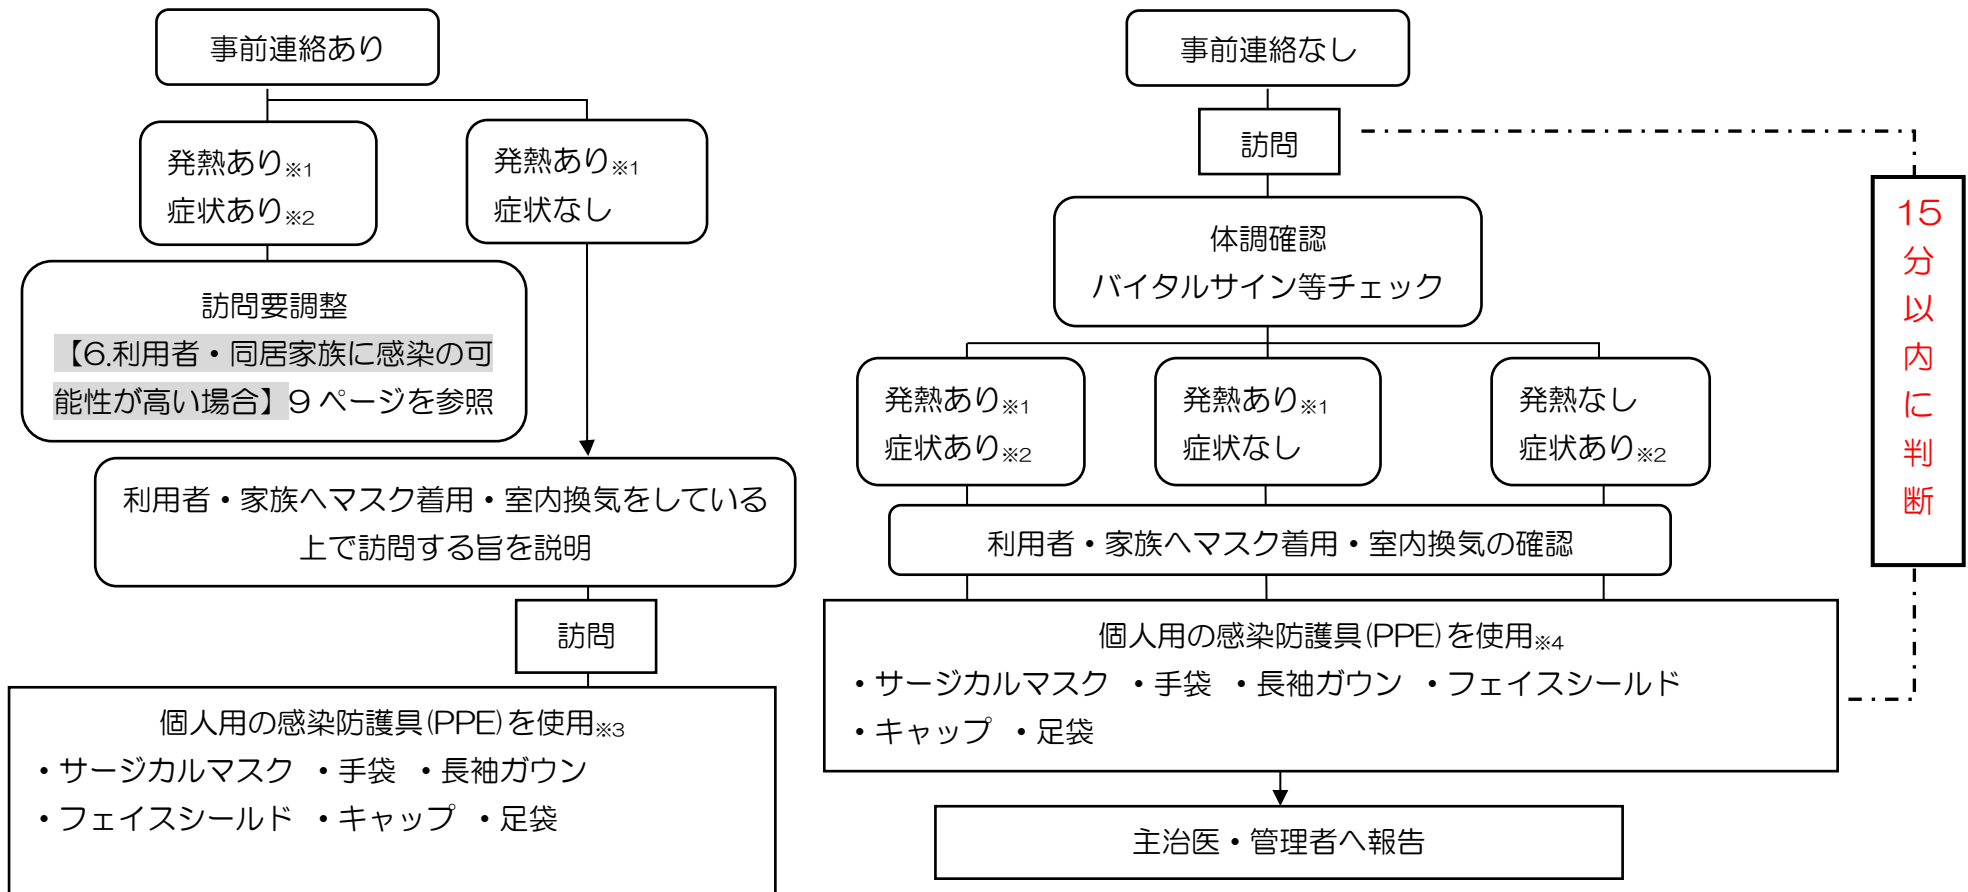 事前連絡あり
発熱あり※1
症状あり※2
発熱あり※1
症状なし
訪問要調整
【6.利用者・同居家族に感染の可
能性が高い場合】9 ページを参照
利用者・家族へマスク着用・室内換気をしている
上で訪問する旨を説明
訪問
個人用の感染防護具(PPE)を使用※3
・サージカルマスク ・手袋 ・長袖ガウン
・フェイスシールド ・キャップ ・足袋
事前連絡なし
訪問
体調確認
バイタルサイン等チェック
発熱あり※1
症状あり※2
発熱あり※1
症状なし
発熱なし
症状あり※2
利用者・家族へマスク着用・室内換気の確認
個人用の感染防護具(PPE)を使用※4
・サージカルマスク ・手袋 ・長袖ガウン ・フェイスシールド
・キャップ ・足袋
主治医・管理者へ報告
15分以内に判断